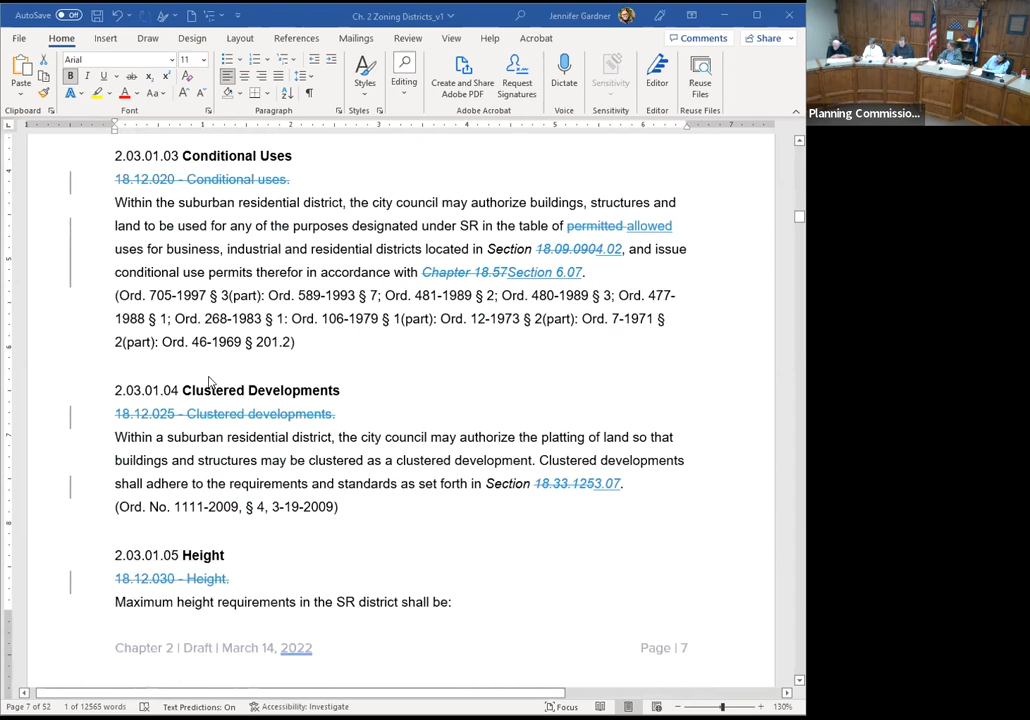 AutoSave Off
Ch. 2 Zoning Districts_v1
Jennifer Gardner
File Home Insert Draw Design Layout References Mailings Review View Help Acrobat Comments Share
Arial 11
Paste
Styles
Editing
Create and Share Adobe PDF
Request Signatures
Dictate
Sensitivity
Editor
Reuse Files
Clipboard Font Paragraph Styles Adobe Acrobat Voice Sensitivity Editor Reuse Files
Planning Commissio...
2.03.01.03 Conditional Uses
18.12.020 - Conditional uses.
Within the suburban residential district, the city council may authorize buildings, structures and
land to be used for any of the purposes designated under SR in the table of permitted allowed
uses for business, industrial and residential districts located in Section 18.09.0904.02, and issue
conditional use permits therefor in accordance with Chapter 18.57Section 6.07.
(Ord. 705-1997 § 3(part): Ord. 589-1993 § 7; Ord. 481-1989 § 2; Ord. 480-1989 § 3; Ord. 477-
1988 § 1; Ord. 268-1983 § 1: Ord. 106-1979 § 1(part): Ord. 12-1973 § 2(part): Ord. 7-1971 §
2(part): Ord. 46-1969 § 201.2)
2.03.01.04 Clustered Developments
18.12.025 - Clustered developments.
Within a suburban residential district, the city council may authorize the platting of land so that
buildings and structures may be clustered as a clustered development. Clustered developments
shall adhere to the requirements and standards as set forth in Section 18.33.1253.07.
(Ord. No. 1111-2009, § 4, 3-19-2009)
2.03.01.05 Height
18.12.030 - Height.
Maximum height requirements in the SR district shall be:
Chapter 2 | Draft | March 14, 2022 Page | 7
Page 7 of 52 1 of 12565 words Text Predictions: On Accessibility: Investigate Focus 130%